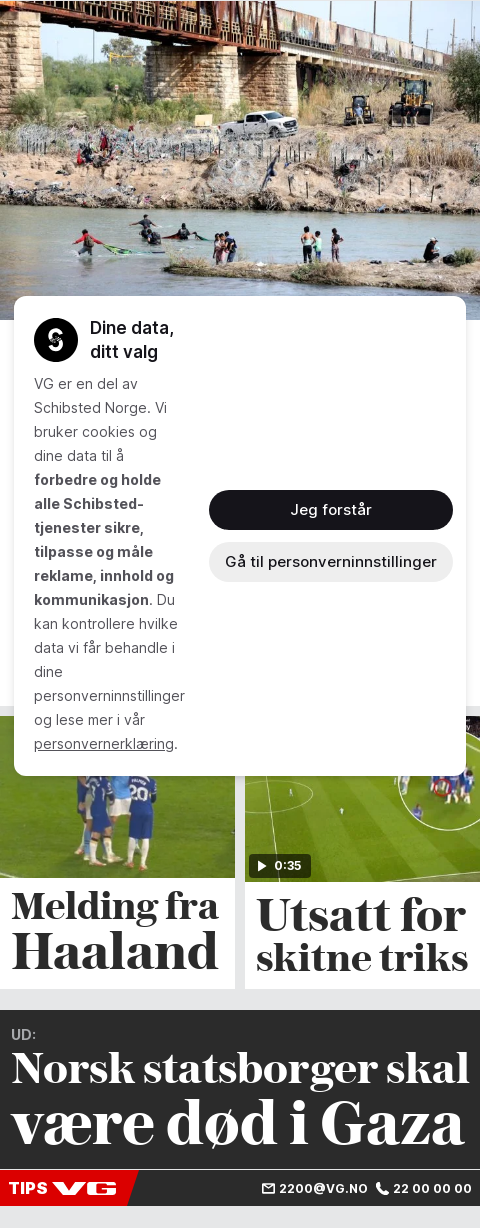 Dine data,
ditt valg
VG er en del av
Schibsted Norge. Vi
bruker cookies og
dine data til å
forbedre og holde
alle Schibsted-
tjenester sikre,
tilpasse og måle
reklame, innhold og
kommunikasjon. Du
kan kontrollere hvilke
data vi får behandle i
dine
personverninnstillinger
og lese mer i vår
personvernerklæring.
Jeg forstår
Gå til personverninnstillinger
20
0:35
Melding fra
Haaland
Utsatt for
skitne triks
UD:
Norsk statsborger skal
være død i Gaza
TIPS VG
2200@VG.NO 22 00 00 00